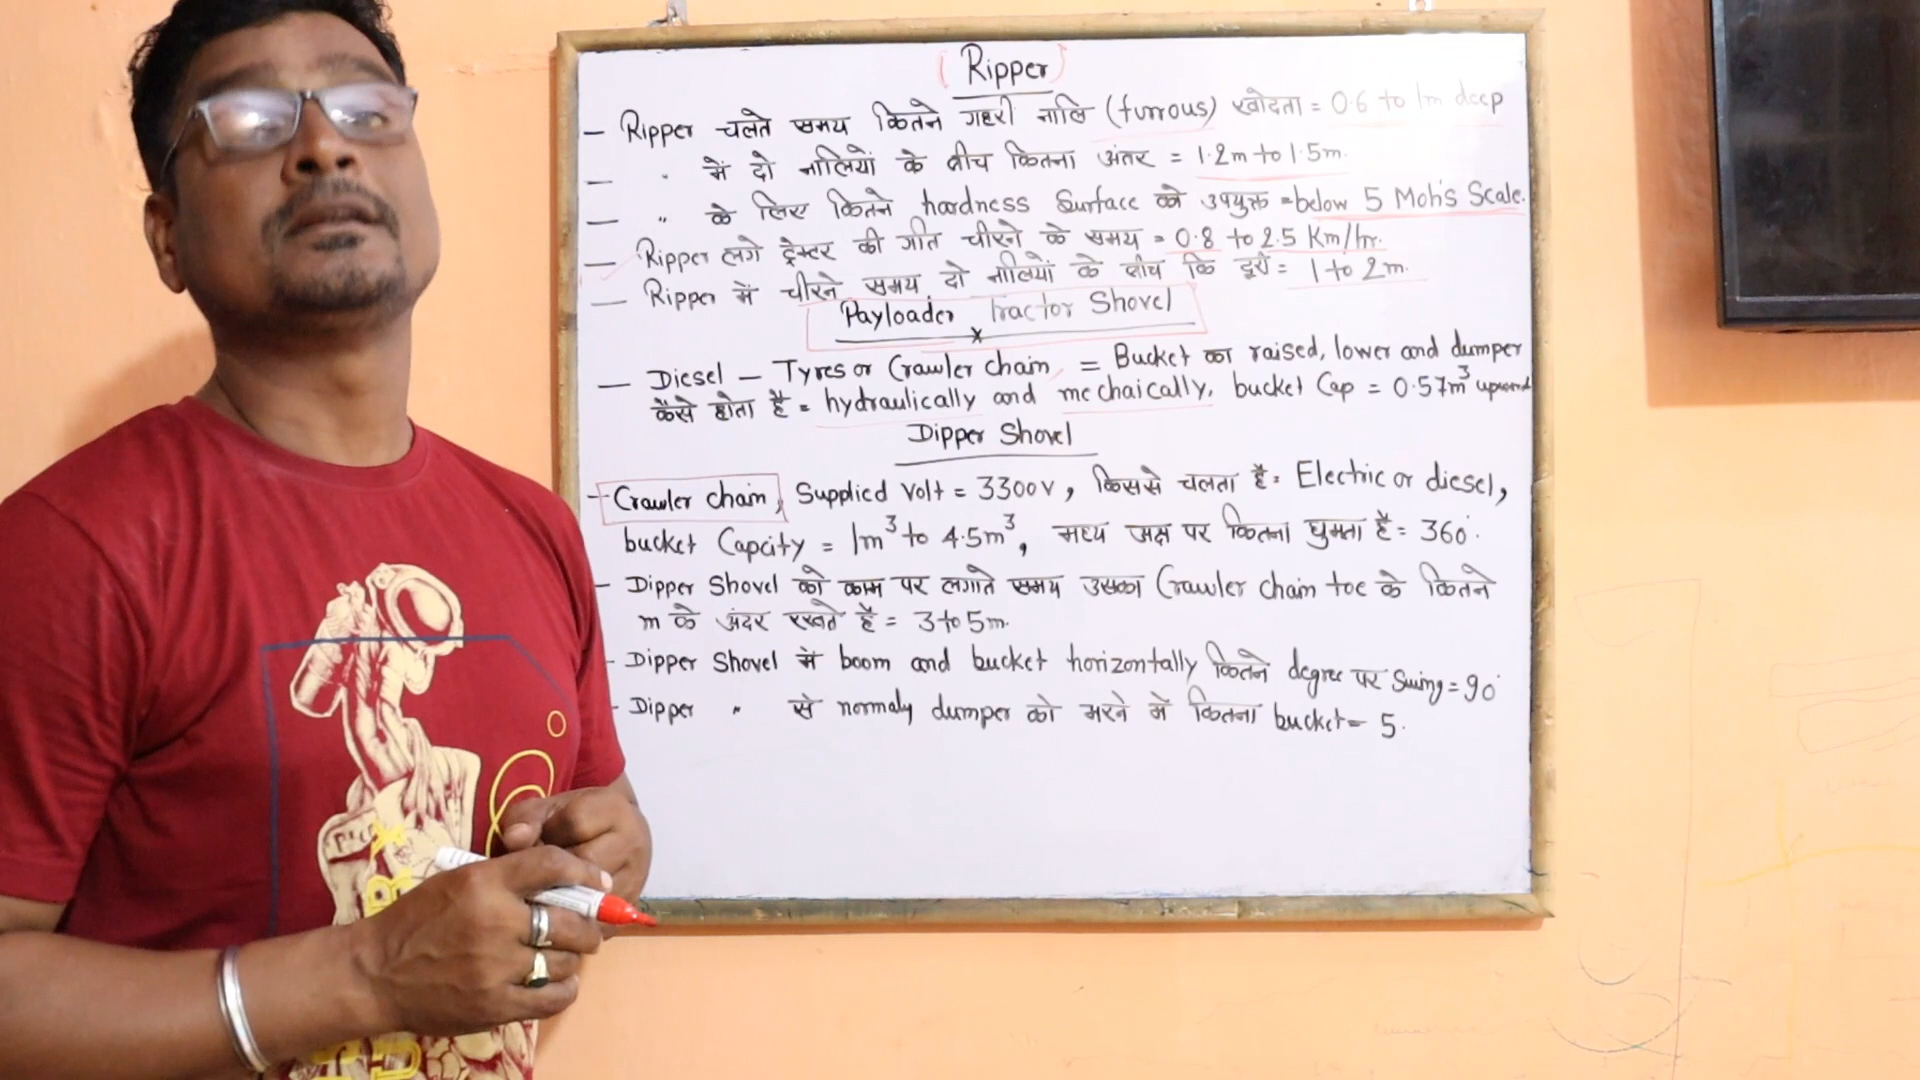 (Ripper)
– Ripper चलते समय कितने गहरी नालि (furrous) खोदता = 0.6 to 1m deep
– " में दो नालियों के बीच कितना अंतर = 1.2m to 1.5m.
– " के लिए कितने hardness Surface को उपयुक्त = below 5 Moh's Scale.
– Ripper लगे ट्रेक्टर की गति चीरने के समय = 0.8 to 2.5 Km/hr.
– Ripper में चीरने समय दो नालियों के बीच कि दूरी = 1 to 2m.
Payloader tractor Shovel
x
– Diesel – Tyres or Crawler chain = Bucket का raised, lower and dumper
कैसे होता है = hydraulically and mechaically, bucket Cap = 0.57m³ upward
Dipper Shovel
– Crawler chain, Supplied volt = 3300v, किससे चलता है = Electric or diesel,
bucket Capcity = 1m³ to 4.5m³, मध्य अक्ष पर कितना घुमता है = 360°.
– Dipper Shovel को काम पर लगाते समय उसका Crawler chain toe के कितने
m के अंदर रखते है = 3 to 5m.
– Dipper Shovel में boom and bucket horizontally कितने degree पर Swing = 90°
– Dipper " से normaly dumper को भरने में कितना bucket = 5.